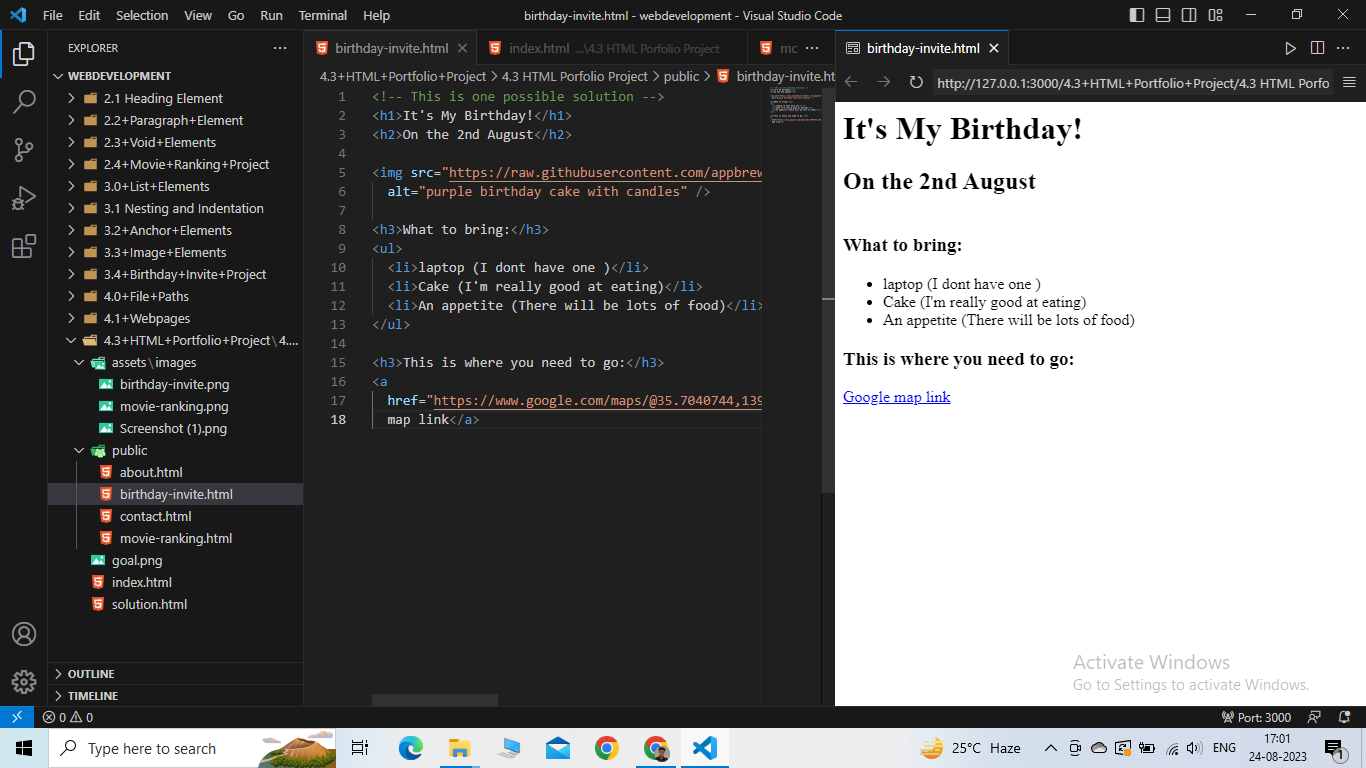 File Edit Selection View Go Run Terminal Help
birthday-invite.html - webdevelopment - Visual Studio Code
EXPLORER
WEBDEVELOPMENT
2.1 Heading Element
2.2+Paragraph+Element
2.3+Void+Elements
2.4+Movie+Ranking+Project
3.0+List+Elements
3.1 Nesting and Indentation
3.2+Anchor+Elements
3.3+Image+Elements
3.4+Birthday+Invite+Project
4.0+File+Paths
4.1+Webpages
4.3+HTML+Portfolio+Project\4....
assets\images
birthday-invite.png
movie-ranking.png
Screenshot (1).png
public
about.html
birthday-invite.html
contact.html
movie-ranking.html
goal.png
index.html
solution.html
OUTLINE
TIMELINE
birthday-invite.html index.html ...\4.3 HTML Porfolio Project mc
4.3+HTML+Portfolio+Project > 4.3 HTML Porfolio Project > public > birthday-invite.ht
1 <!-- This is one possible solution -->
2 <h1>It's My Birthday!</h1>
3 <h2>On the 2nd August</h2>
4
5 <img src="https://raw.githubusercontent.com/appbrew
6 alt="purple birthday cake with candles" />
7
8 <h3>What to bring:</h3>
9 <ul>
10 <li>laptop (I dont have one )</li>
11 <li>Cake (I'm really good at eating)</li>
12 <li>An appetite (There will be lots of food)</li>
13 </ul>
14
15 <h3>This is where you need to go:</h3>
16 <a
17 href="https://www.google.com/maps/@35.7040744,139
18 map link</a>
birthday-invite.html
http://127.0.0.1:3000/4.3+HTML+Portfolio+Project/4.3 HTML Porfo
It's My Birthday!
On the 2nd August
What to bring:
laptop (I dont have one )
Cake (I'm really good at eating)
An appetite (There will be lots of food)
This is where you need to go:
Google map link
Activate Windows
Go to Settings to activate Windows.
0 0
Port: 3000
Type here to search
25°C Haze
ENG
17:01
24-08-2023
1